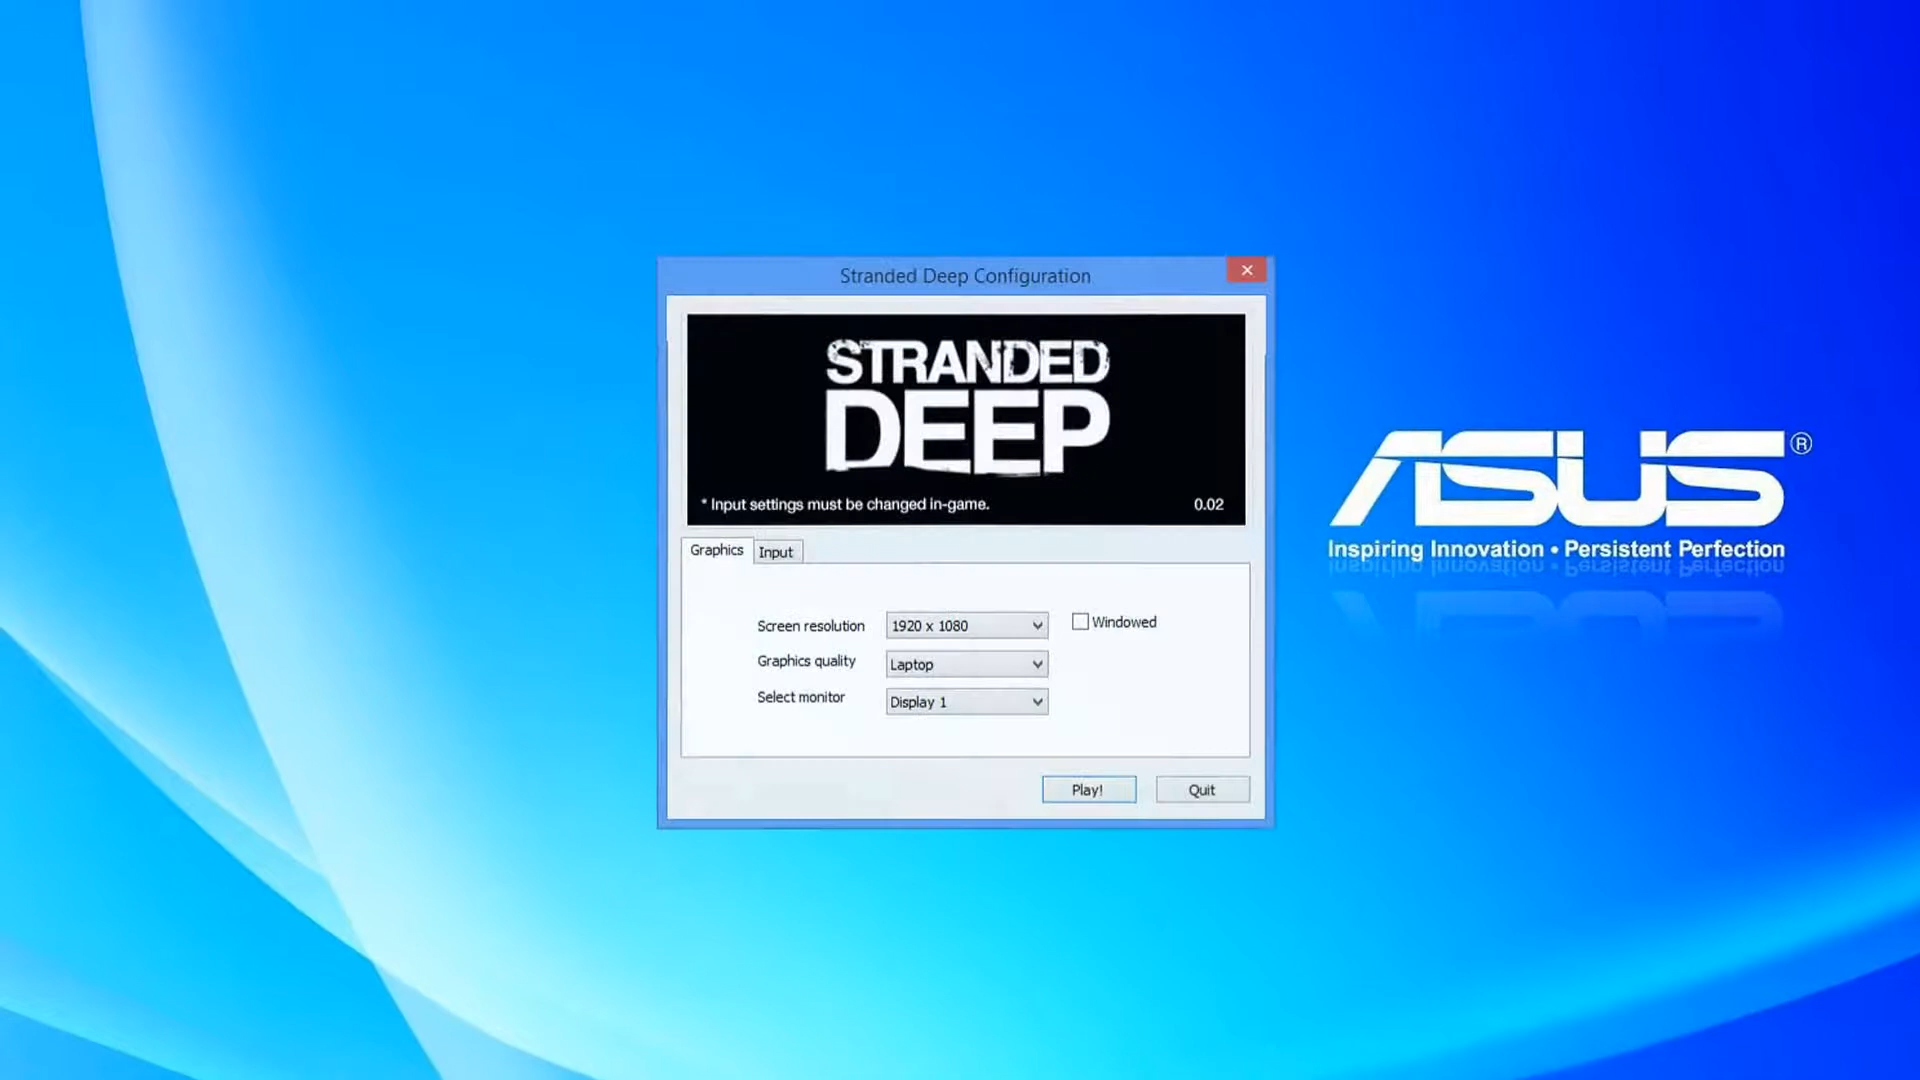 Stranded Deep Configuration
STRANDED
DEEP
* Input settings must be changed in-game. 0.02
Graphics Input
Screen resolution 1920 x 1080 Windowed
Graphics quality Laptop
Select monitor Display 1
Play! Quit
ASUS®
Inspiring Innovation • Persistent Perfection